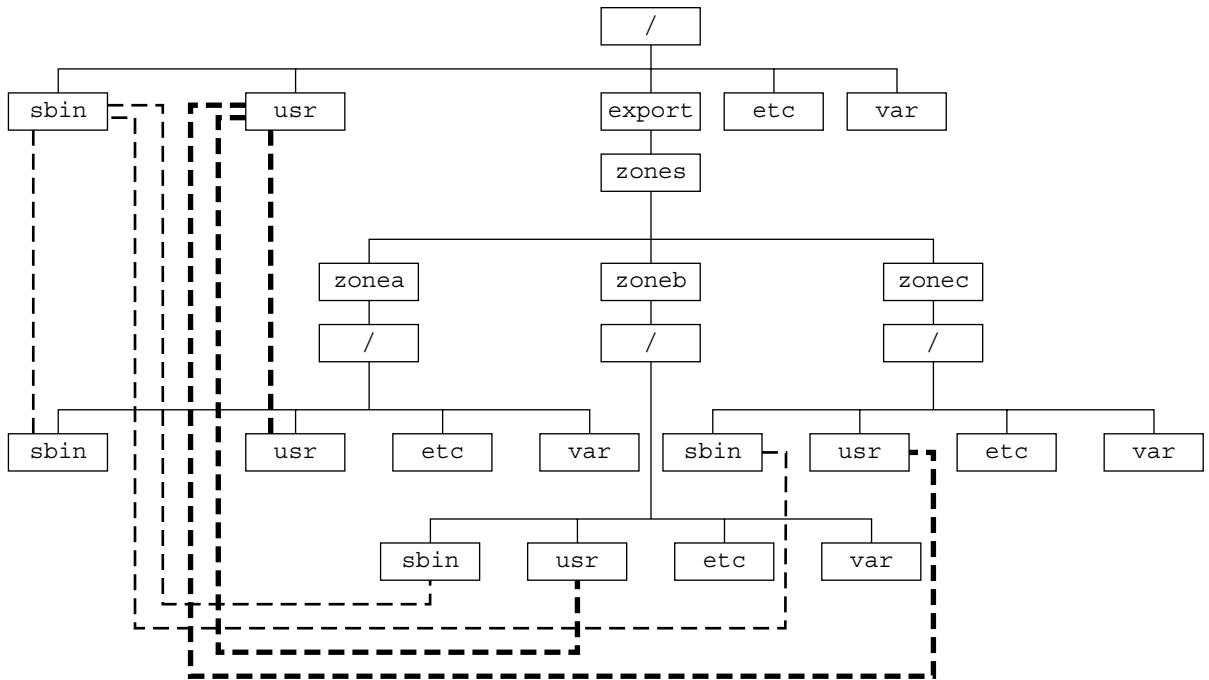 /
sbin usr export etc var
zones
zonea zoneb zonec
/ / /
sbin usr etc var sbin usr etc var
sbin usr etc var